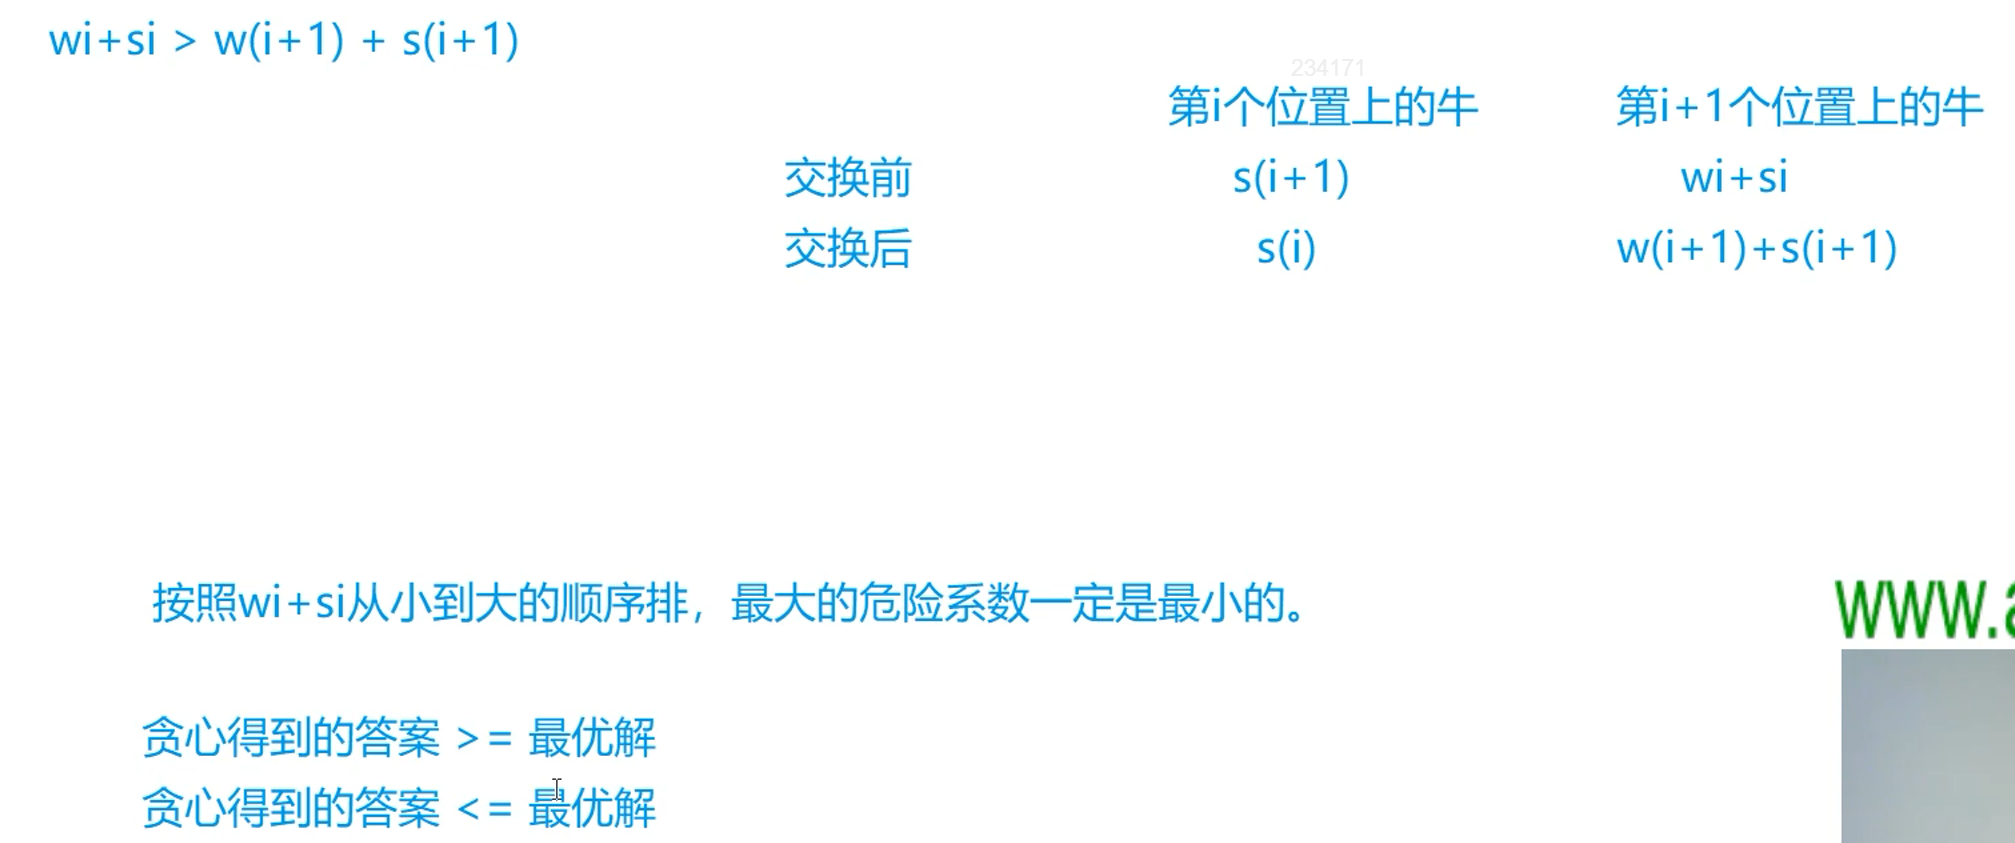 wi+si > w(i+1) + s(i+1)
234171
第i个位置上的牛 第i+1个位置上的牛
交换前 s(i+1) wi+si
交换后 s(i) w(i+1)+s(i+1)
按照wi+si从小到大的顺序排，最大的危险系数一定是最小的。
www.a
贪心得到的答案 >= 最优解
贪心得到的答案 <= 最优解